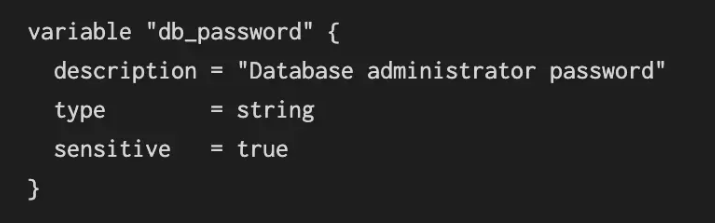 variable "db_password" {
  description = "Database administrator password"
  type        = string
  sensitive   = true
}